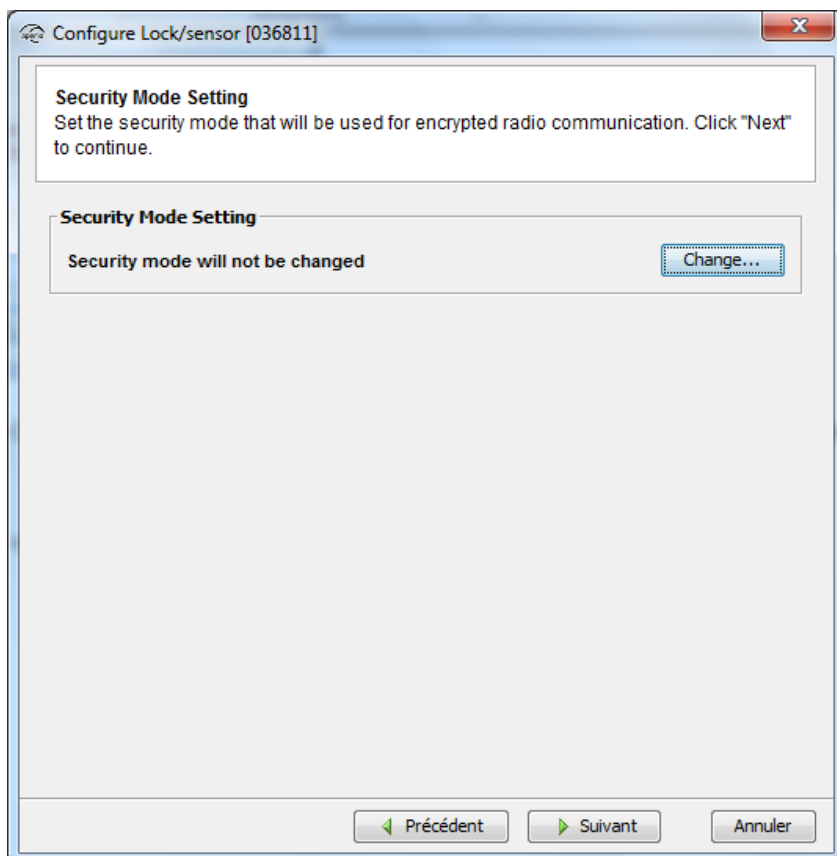 Configure Lock/sensor [036811]
Security Mode Setting
Set the security mode that will be used for encrypted radio communication. Click "Next"
to continue.
Security Mode Setting
Security mode will not be changed
Change...
Précédent
Suivant
Annuler